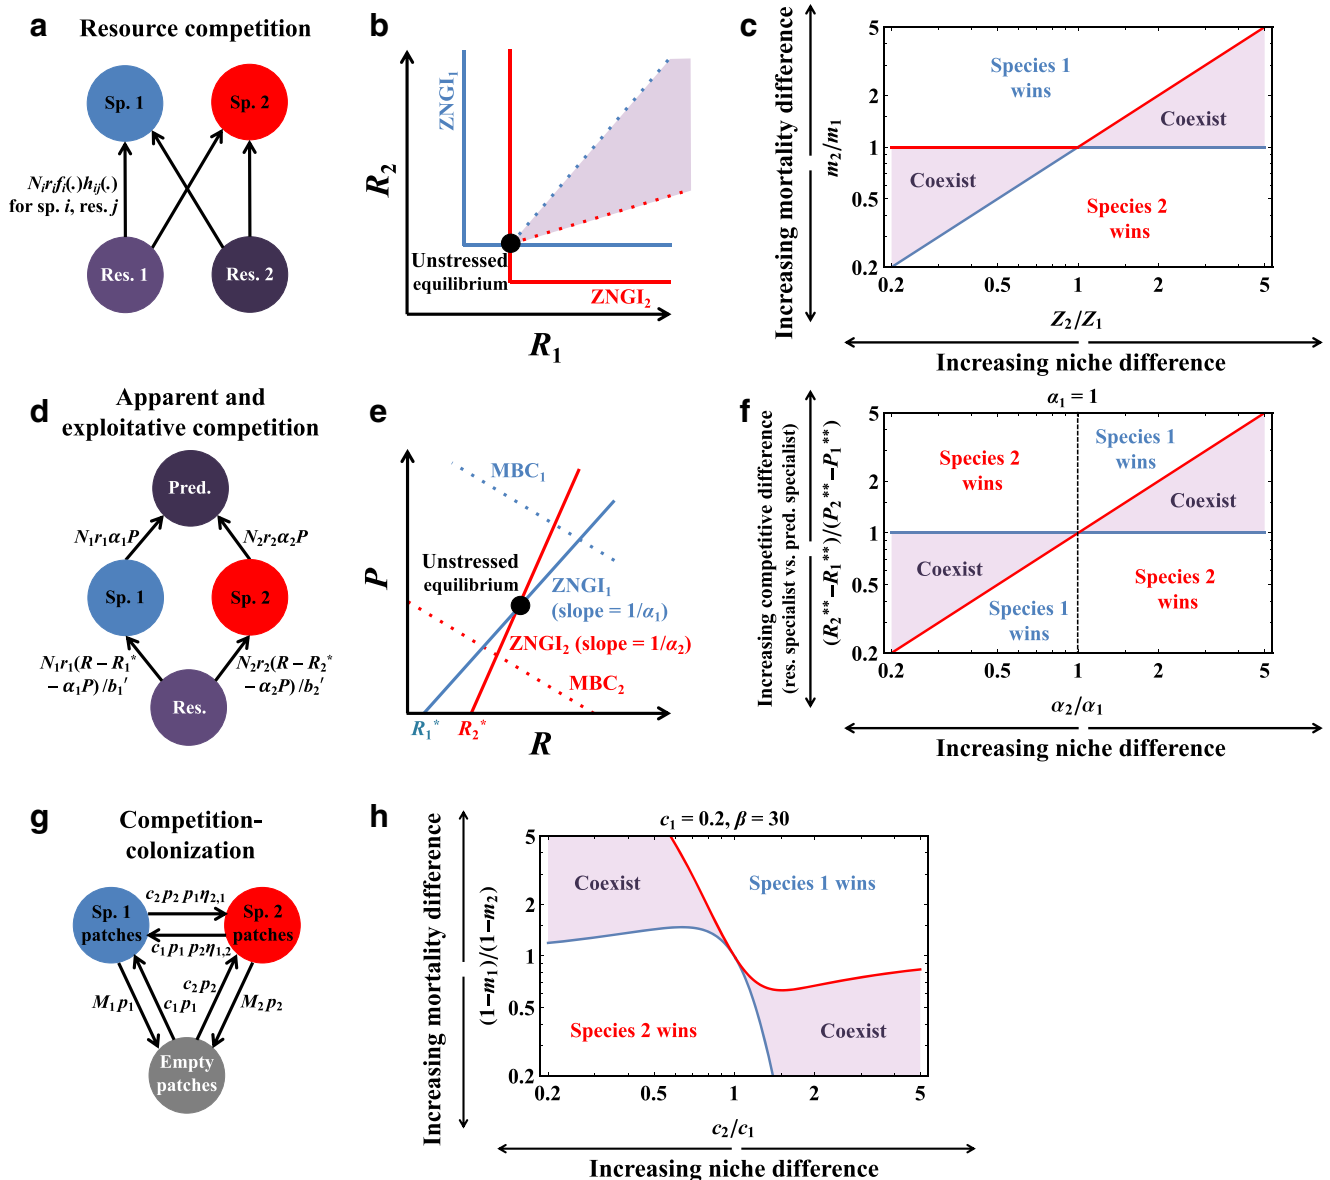 a Resource competition
Sp. 1
Sp. 2
Nᵢrᵢfᵢ(.)hᵢⱼ(.)
for sp. i, res. j
Res. 1
Res. 2
b
R₂
ZNGI₁
Unstressed
equilibrium
ZNGI₂
R₁
c
Increasing mortality difference
m₂/m₁
5
2
1
0.5
0.2
Species 1
wins
Coexist
Coexist
Species 2
wins
0.2 0.5 1 2 5
Z₂/Z₁
Increasing niche difference
d Apparent and
exploitative competition
Pred.
N₁r₁α₁P
N₂r₂α₂P
Sp. 1
Sp. 2
N₁r₁(R−R₁*
−α₁P)/b₁′
N₂r₂(R−R₂*
−α₂P)/b₂′
Res.
e
P
MBC₁
Unstressed
equilibrium
ZNGI₁
(slope = 1/α₁)
ZNGI₂ (slope = 1/α₂)
MBC₂
R₁*
R₂*
R
f
α₁ = 1
Increasing competitive difference
(res. specialist vs. pred. specialist)
(R₂**−R₁**)/(P₂**−P₁**)
5
2
1
0.5
0.2
Species 2
wins
Species 1
wins
Coexist
Coexist
Species 1
wins
Species 2
wins
0.2 0.5 1 2 5
α₂/α₁
Increasing niche difference
g Competition-
colonization
Sp. 1
patches
Sp. 2
patches
c₂p₂p₁η₂,₁
c₁p₁p₂η₁,₂
M₁p₁
c₁p₁
c₂p₂
M₂p₂
Empty
patches
h
c₁ = 0.2, β = 30
Increasing mortality difference
(1−m₁)/(1−m₂)
5
2
1
0.5
0.2
Coexist
Species 1 wins
Species 2 wins
Coexist
0.2 0.5 1 2 5
c₂/c₁
Increasing niche difference